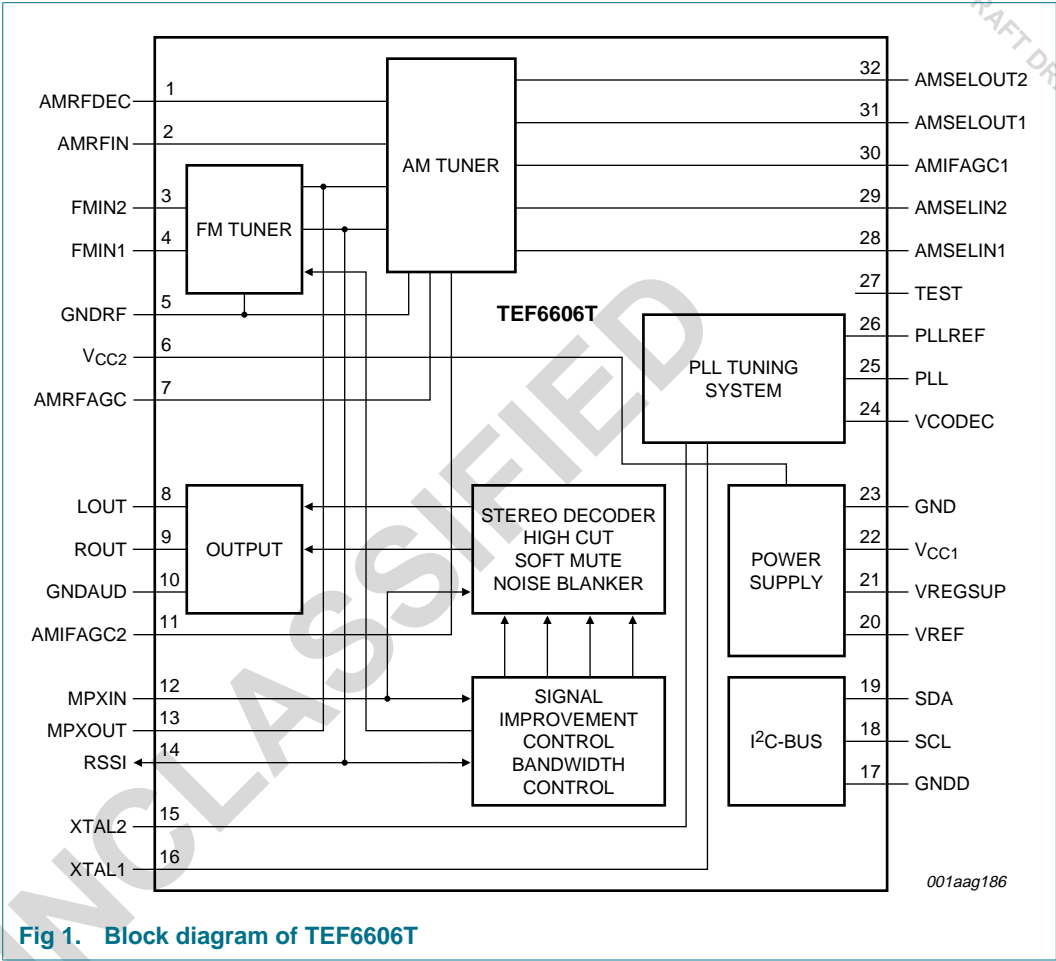 DRAFT DRA
1
AMRFDEC
2
AMRFIN
3
FMIN2
4
FMIN1
5
GNDRF
6
VCC2
7
AMRFAGC
8
LOUT
9
ROUT
10
GNDAUD
11
AMIFAGC2
12
MPXIN
13
MPXOUT
14
RSSI
15
XTAL2
16
XTAL1
FM TUNER
AM TUNER
TEF6606T
PLL TUNING
SYSTEM
OUTPUT
STEREO DECODER
HIGH CUT
SOFT MUTE
NOISE BLANKER
SIGNAL
IMPROVEMENT
CONTROL
BANDWIDTH
CONTROL
POWER
SUPPLY
I2C-BUS
32
AMSELOUT2
31
AMSELOUT1
30
AMIFAGC1
29
AMSELIN2
28
AMSELIN1
27
TEST
26
PLLREF
25
PLL
24
VCODEC
23
GND
22
VCC1
21
VREGSUP
20
VREF
19
SDA
18
SCL
17
GNDD
001aag186
NCLASSIFIED
Fig 1. Block diagram of TEF6606T